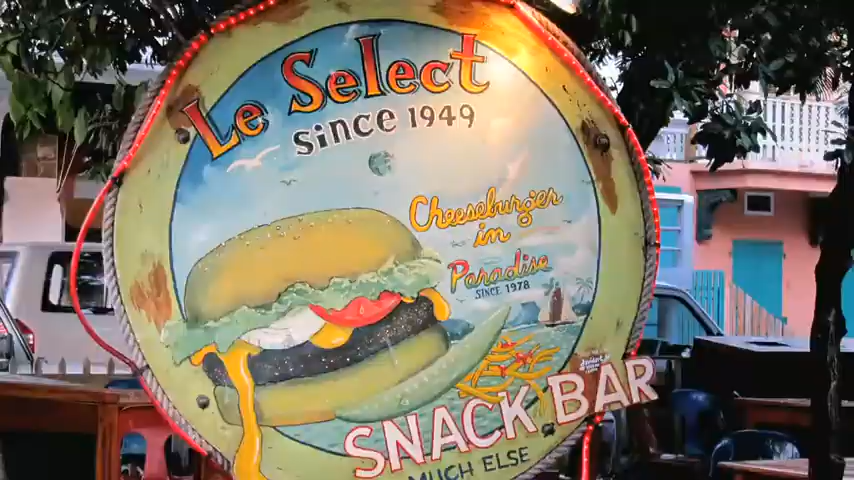 Le Select
since 1949
Cheeseburger
in
Paradise
SINCE 1978
SNACK BAR
MUCH ELSE